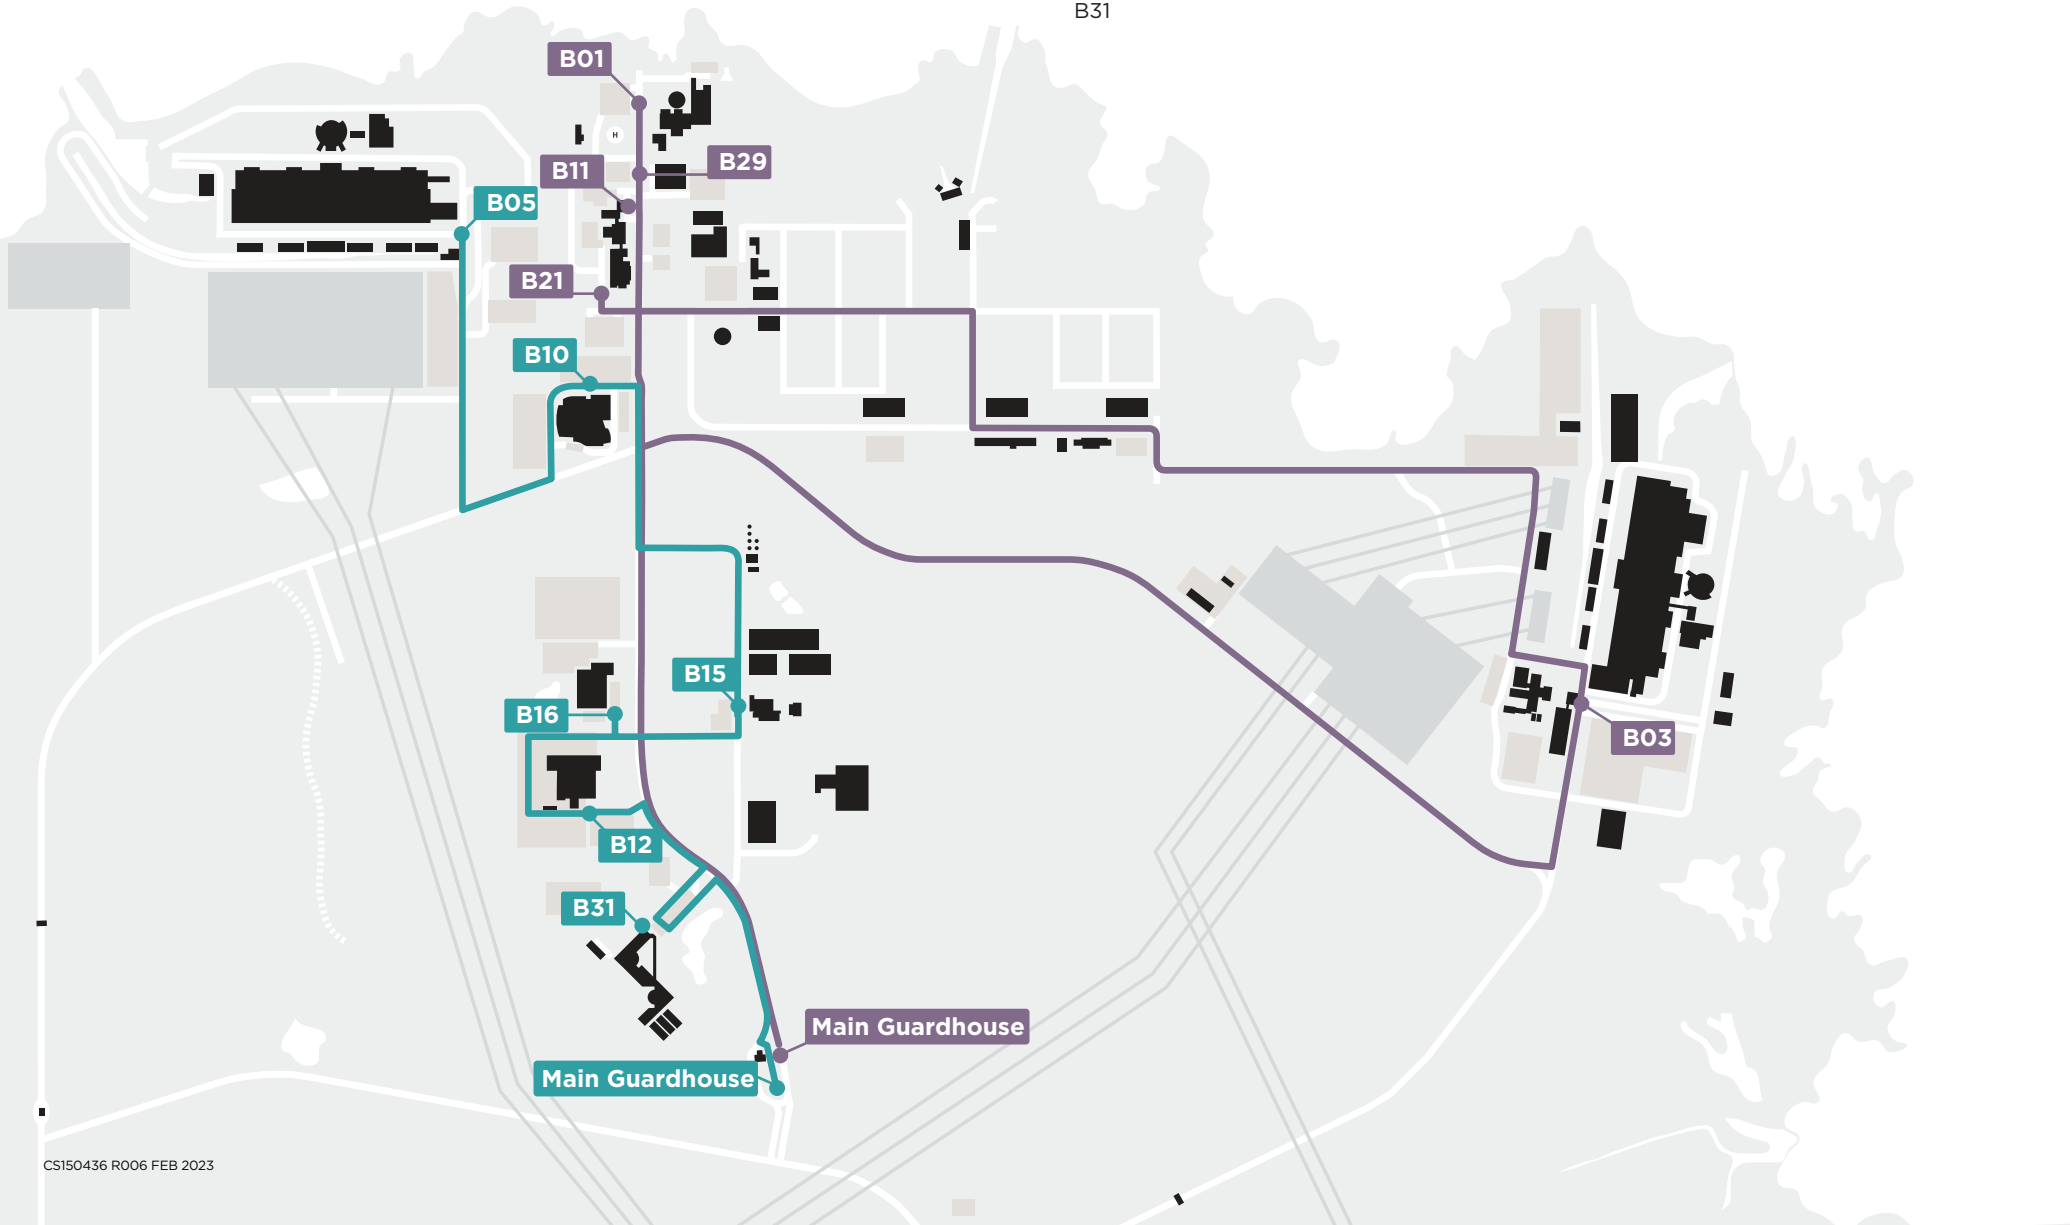 B31
B01
H
B29
B11
B05
B21
B10
B15
B16
B03
B12
B31
Main Guardhouse
Main Guardhouse
CS150436 R006 FEB 2023